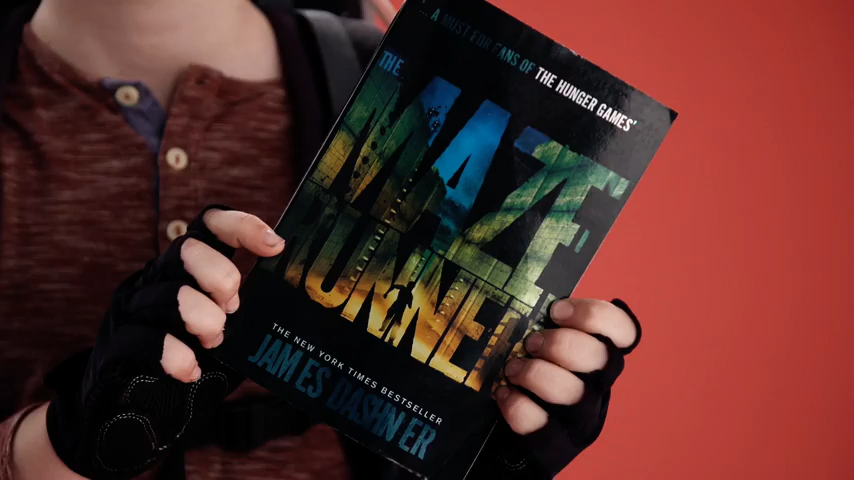 ... A MUST FOR FANS OF THE HUNGER GAMES'
THE
MAZE
RUNNER
THE NEW YORK TIMES BESTSELLER
JAMES DASHNER